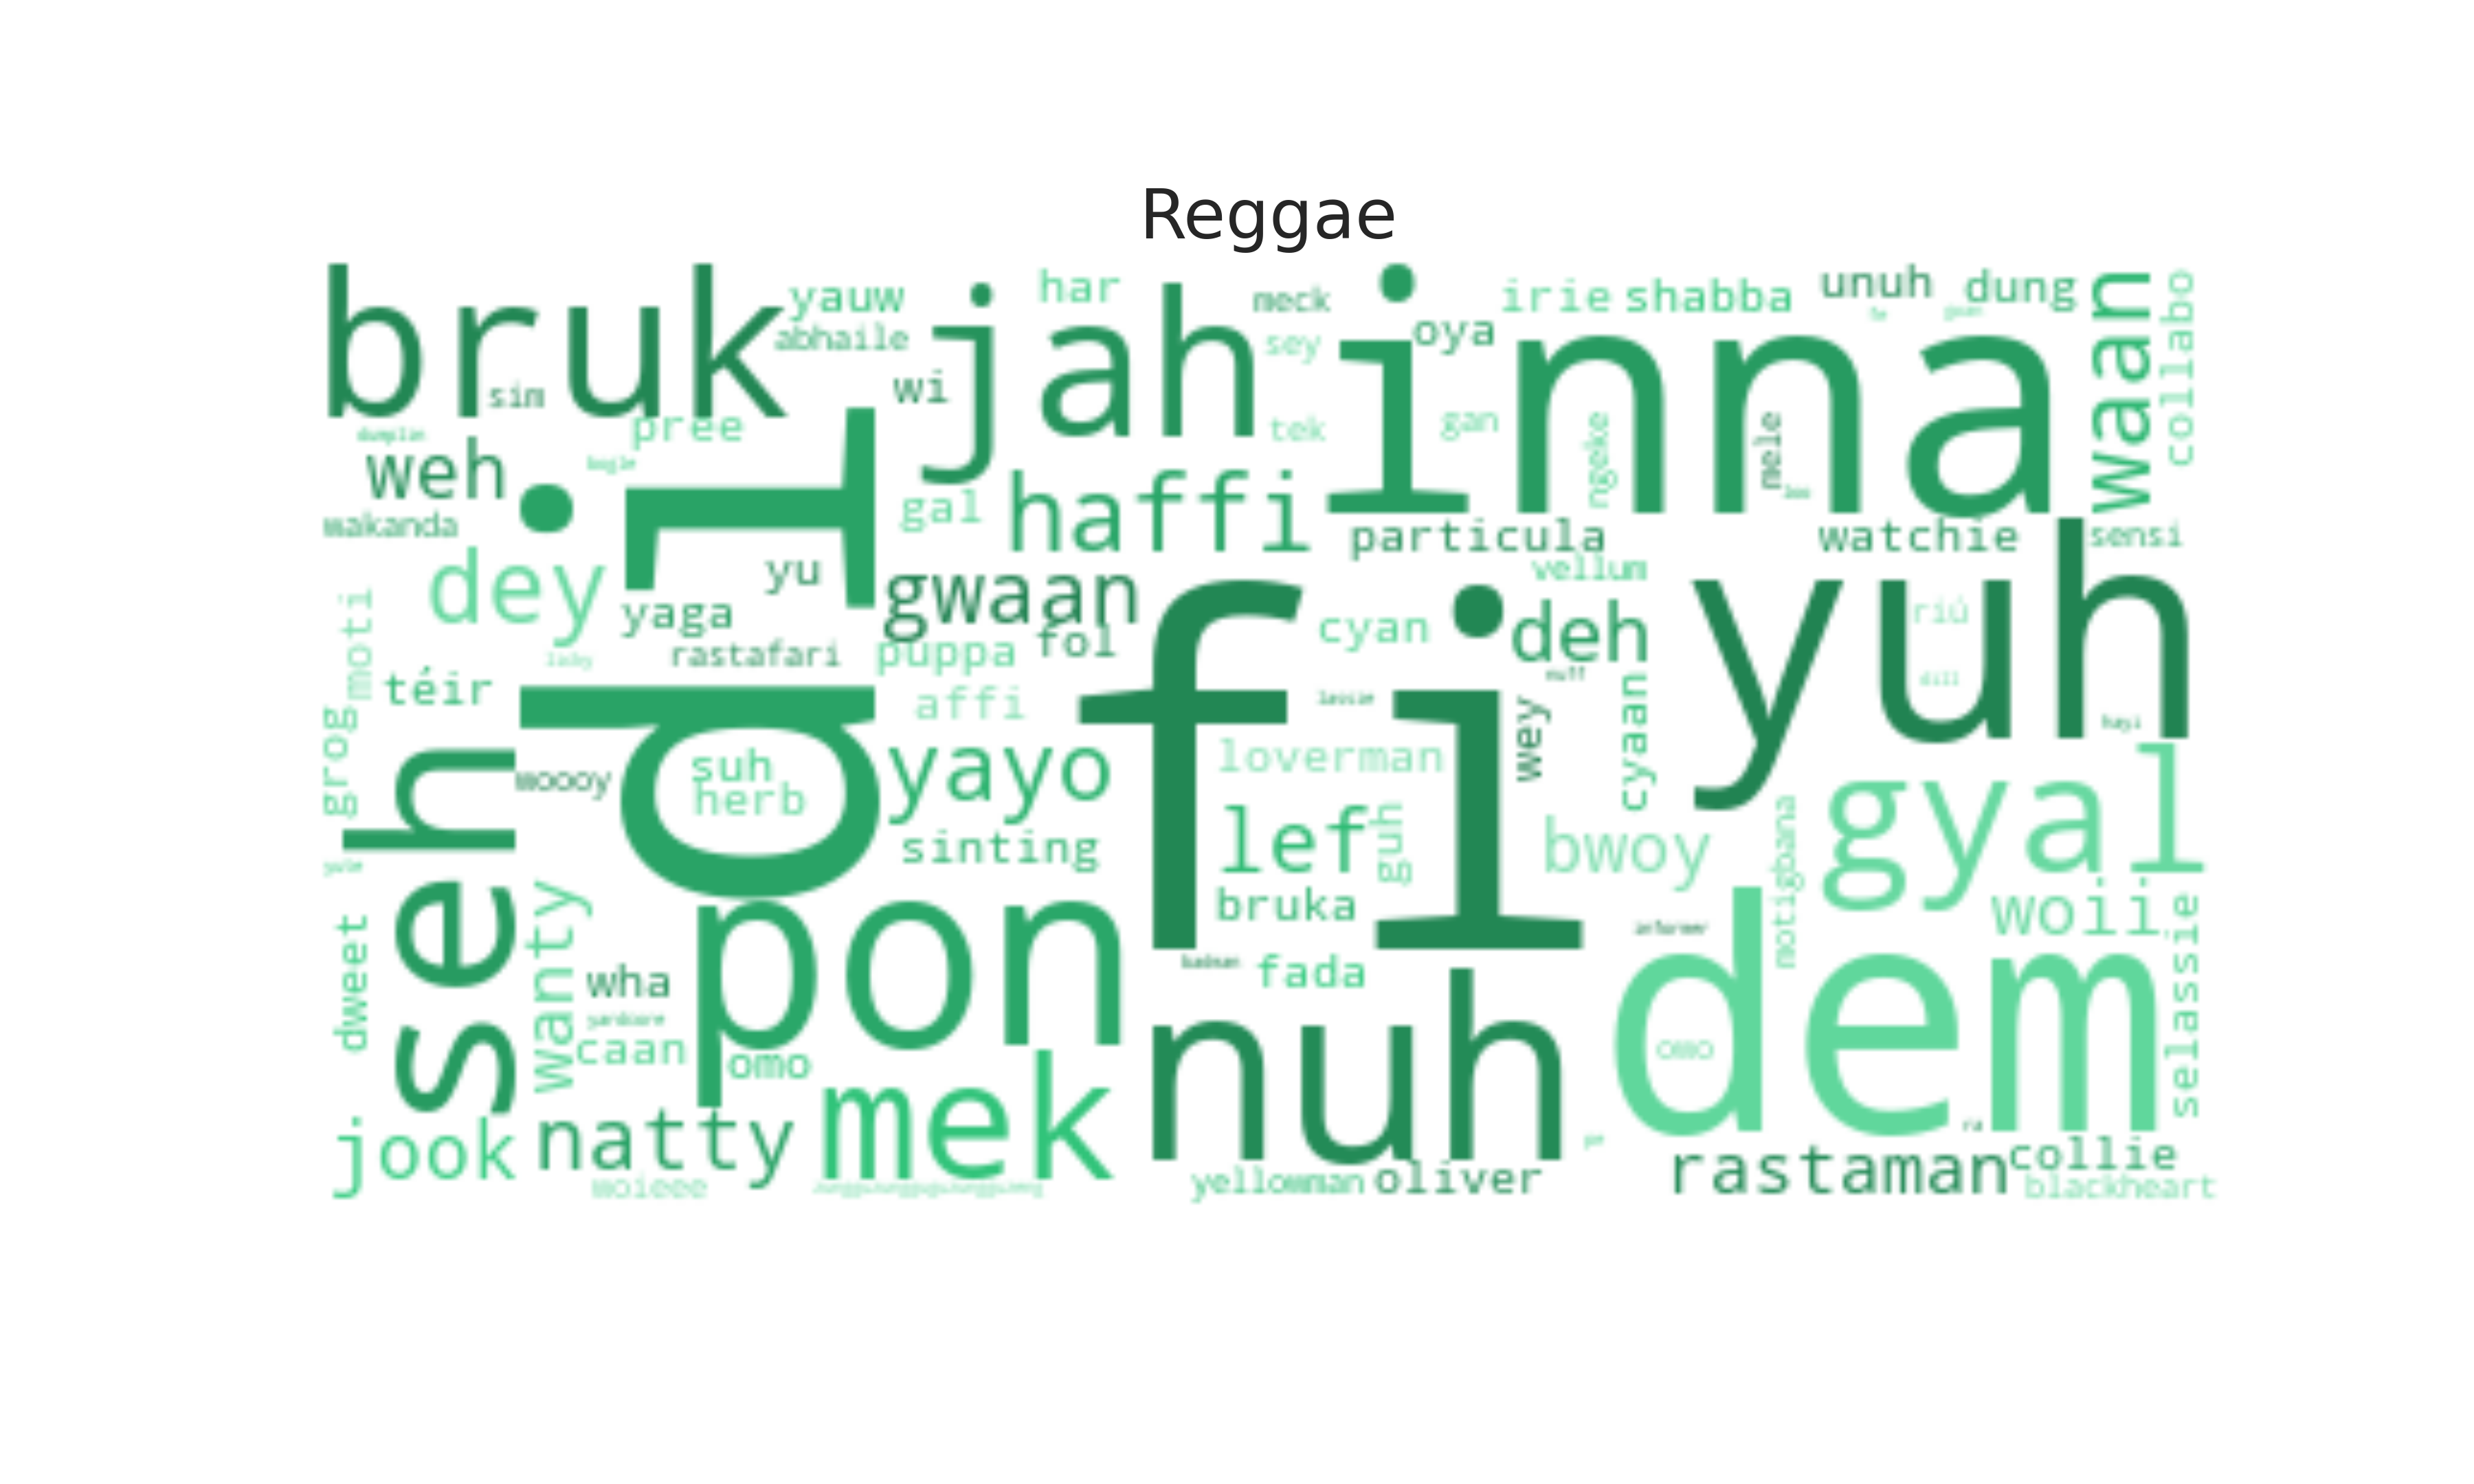 Reggae
bruk
yauw
har
meck
irie
shabba
unuh
dung
waan
collabo
jah
inna
abhaile
sey
oya
sim
wi
pree
tek
gan
ngeke
mele
weh
di
gal
haffi
wakanda
particula
watchie
sensi
dey
yu
gwaan
vellum
yuh
yaga
fol
cyan
deh
riú
moti
rastafari
puppa
fi
téir
affi
wey
cyaan
grog
seh
woooy
suh
herb
yayo
loverman
gyal
sinting
lef
guh
bwoy
motigbana
bruka
woii
dweet
wanty
wha
pon
fada
dem
selassie
caan
omo
nuh
omo
jook
natty
mek
rastaman
collie
woieee
yellowman
oliver
blackheart